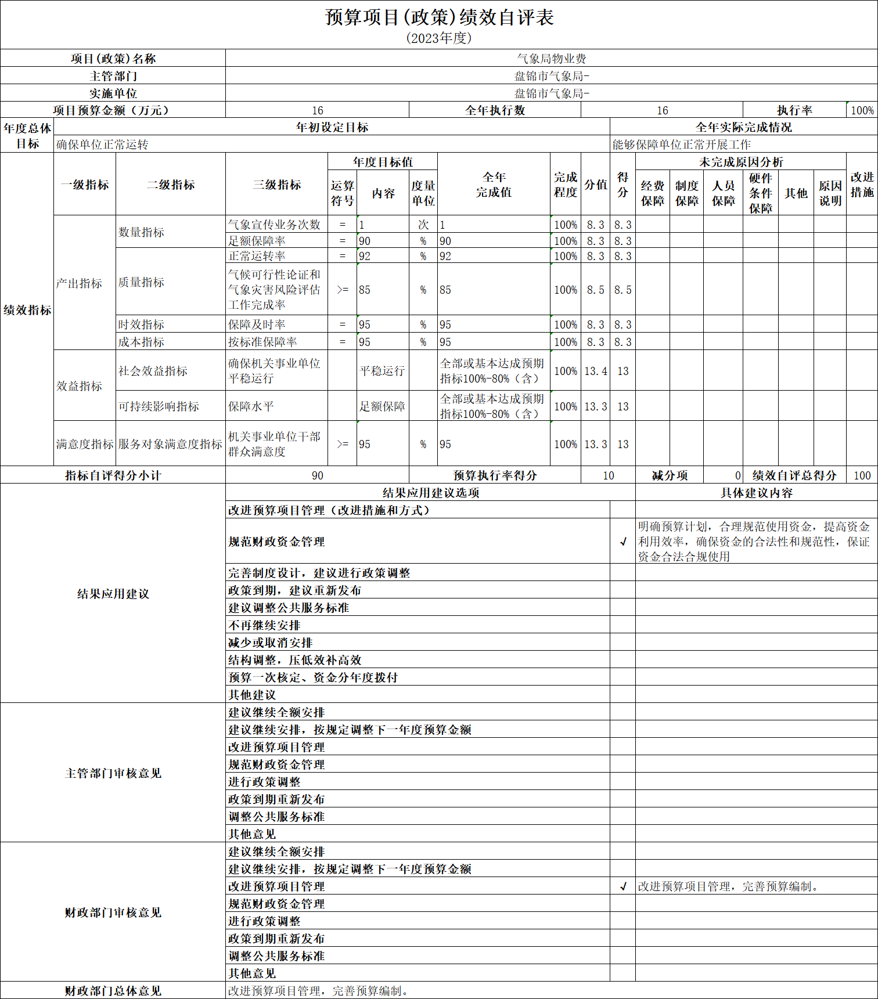 预算项目(政策)绩效自评表
(2023年度)
项目(政策)名称 气象局物业费
主管部门 盘锦市气象局-
实施单位 盘锦市气象局-
项目预算金额（万元） 16 全年执行数 16 执行率 100%
年度总体目标 年初设定目标 全年实际完成情况
确保单位正常运转 能够保障单位正常开展工作
绩效指标 一级指标 二级指标 三级指标 年度目标值 全年完成值 完成程度 分值 得分 未完成原因分析 改进措施
运算符号 内容 度量单位 经费保障 制度保障 人员保障 硬件条件保障 其他 原因说明
产出指标 数量指标 气象宣传业务次数 = 1 次 1 100% 8.3 8.3
足额保障率 = 90 % 90 100% 8.3 8.3
质量指标 正常运转率 = 92 % 92 100% 8.3 8.3
气候可行性论证和气象灾害风险评估工作完成率 >= 85 % 85 100% 8.5 8.5
时效指标 保障及时率 = 95 % 95 100% 8.3 8.3
成本指标 按标准保障率 = 95 % 95 100% 8.3 8.3
效益指标 社会效益指标 确保机关事业单位平稳运行 平稳运行 全部或基本达成预期指标100%-80%（含） 100% 13.4 13
可持续影响指标 保障水平 足额保障 全部或基本达成预期指标100%-80%（含） 100% 13.3 13
满意度指标 服务对象满意度指标 机关事业单位干部群众满意度 >= 95 % 95 100% 13.3 13
指标自评得分小计 90 预算执行率得分 10 减分项 0 绩效自评总得分 100
结果应用建议 结果应用建议选项 具体建议内容
改进预算项目管理（改进措施和方式）
规范财政资金管理 √ 明确预算计划，合理规范使用资金，提高资金利用效率，确保资金的合法性和规范性，保证资金合法合规使用
完善制度设计，建议进行政策调整
政策到期，建议重新发布
建议调整公共服务标准
不再继续安排
减少或取消安排
结构调整，压低效补高效
预算一次核定、资金分年度拨付
其他建议
主管部门审核意见 建议继续全额安排
建议继续安排，按规定调整下一年度预算金额
改进预算项目管理
规范财政资金管理
进行政策调整
政策到期重新发布
调整公共服务标准
其他意见
财政部门审核意见 建议继续全额安排
建议继续安排，按规定调整下一年度预算金额
改进预算项目管理 √ 改进预算项目管理，完善预算编制。
规范财政资金管理
进行政策调整
政策到期重新发布
调整公共服务标准
其他意见
财政部门总体意见 改进预算项目管理，完善预算编制。